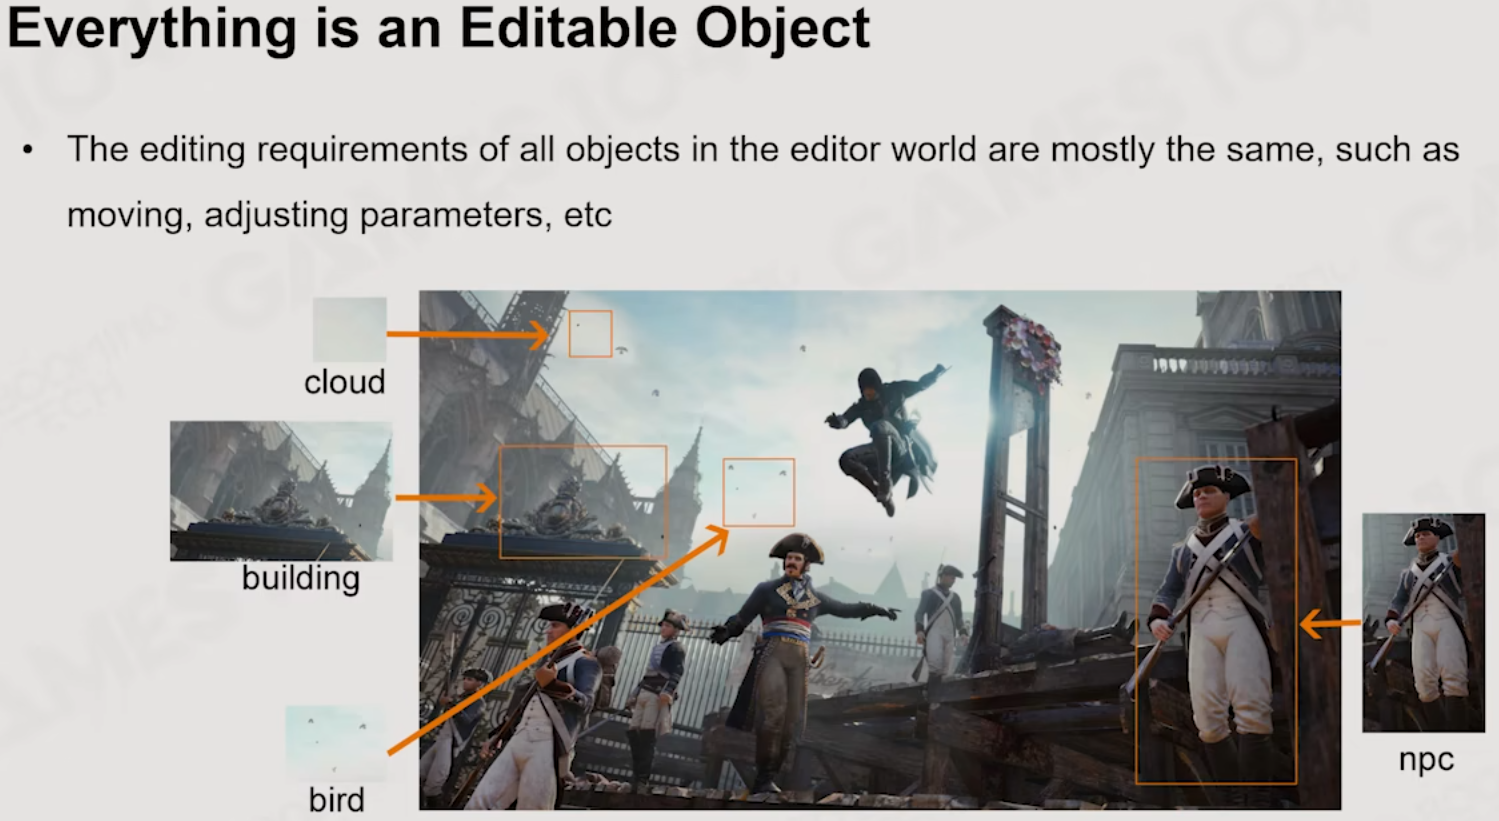 Everything is an Editable Object
• The editing requirements of all objects in the editor world are mostly the same, such as
moving, adjusting parameters, etc
cloud
building
bird
npc
GAMES104